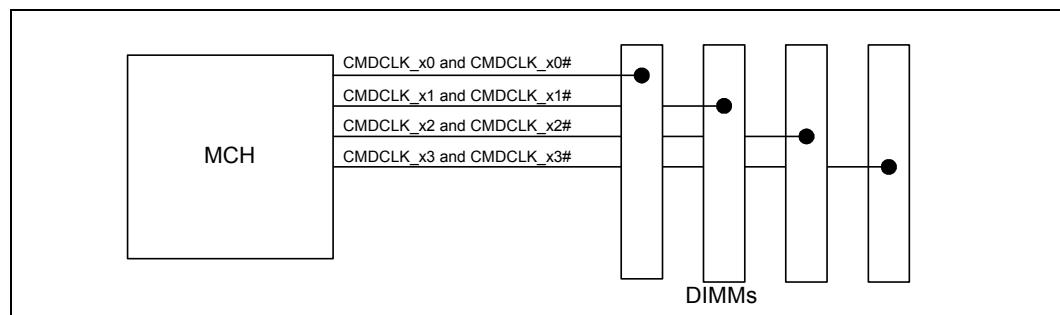 CMDCLK_x0 and CMDCLK_x0#
CMDCLK_x1 and CMDCLK_x1#
CMDCLK_x2 and CMDCLK_x2#
CMDCLK_x3 and CMDCLK_x3#
MCH
DIMMs